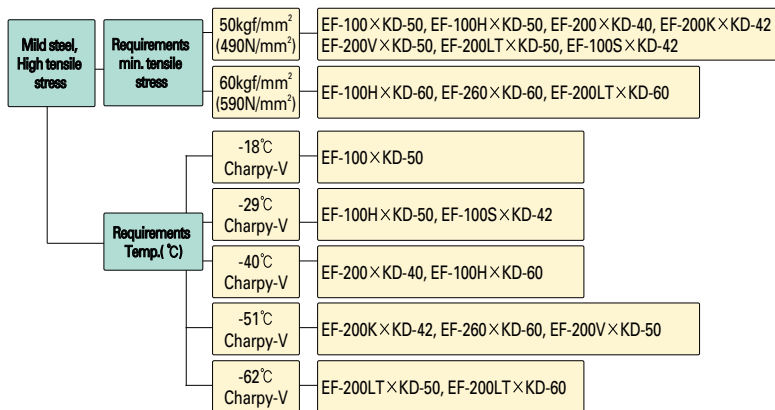 Mild steel,
High tensile
stress
Requirements
min. tensile
stress
50kgf/mm²
(490N/mm²)
EF-100×KD-50, EF-100H×KD-50, EF-200×KD-40, EF-200K×KD-42
EF-200V×KD-50, EF-200LT×KD-50, EF-100S×KD-42
60kgf/mm²
(590N/mm²)
EF-100H×KD-60, EF-260×KD-60, EF-200LT×KD-60
Requirements
Temp.(℃)
-18℃
Charpy-V
EF-100×KD-50
-29℃
Charpy-V
EF-100H×KD-50, EF-100S×KD-42
-40℃
Charpy-V
EF-200×KD-40, EF-100H×KD-60
-51℃
Charpy-V
EF-200K×KD-42, EF-260×KD-60, EF-200V×KD-50
-62℃
Charpy-V
EF-200LT×KD-50, EF-200LT×KD-60